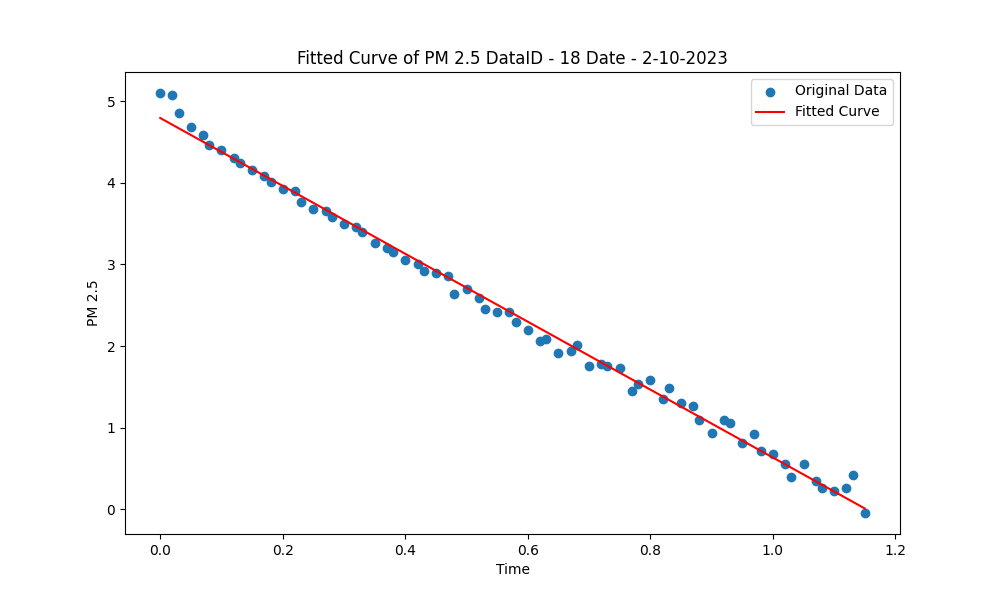 Fitted Curve of PM 2.5 DataID - 18 Date - 2-10-2023
Original Data
Fitted Curve
PM 2.5
5
4
3
2
1
0
0.0 0.2 0.4 0.6 0.8 1.0 1.2
Time